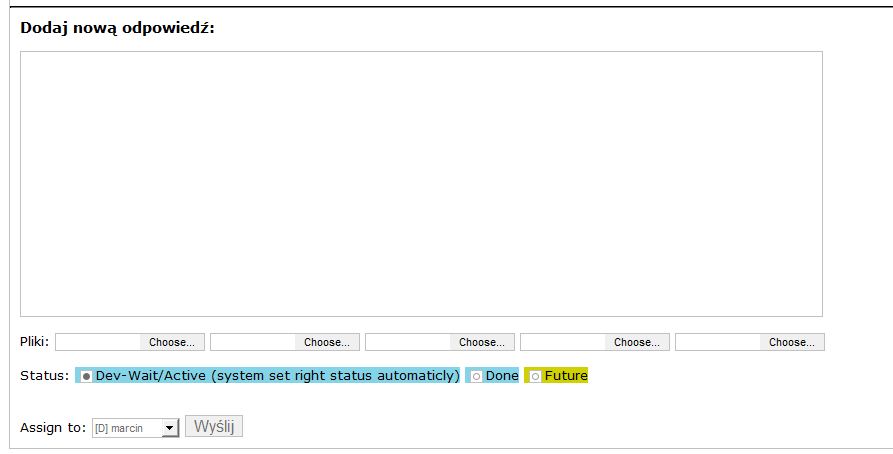 Dodaj nową odpowiedź:
Pliki: Choose... Choose... Choose... Choose... Choose...
Status: Dev-Wait/Active (system set right status automaticly) Done Future
Assign to: [D] marcin Wyślij